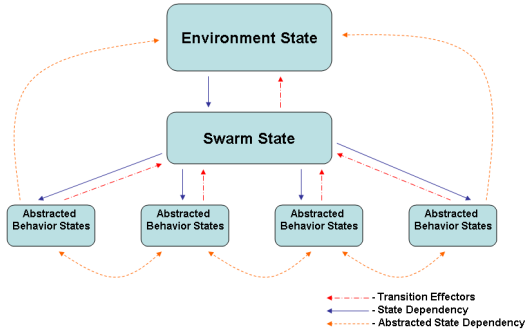 Environment State
Swarm State
Abstracted
Behavior States
Abstracted
Behavior States
Abstracted
Behavior States
Abstracted
Behavior States
- Transition Effectors
- State Dependency
- Abstracted State Dependency